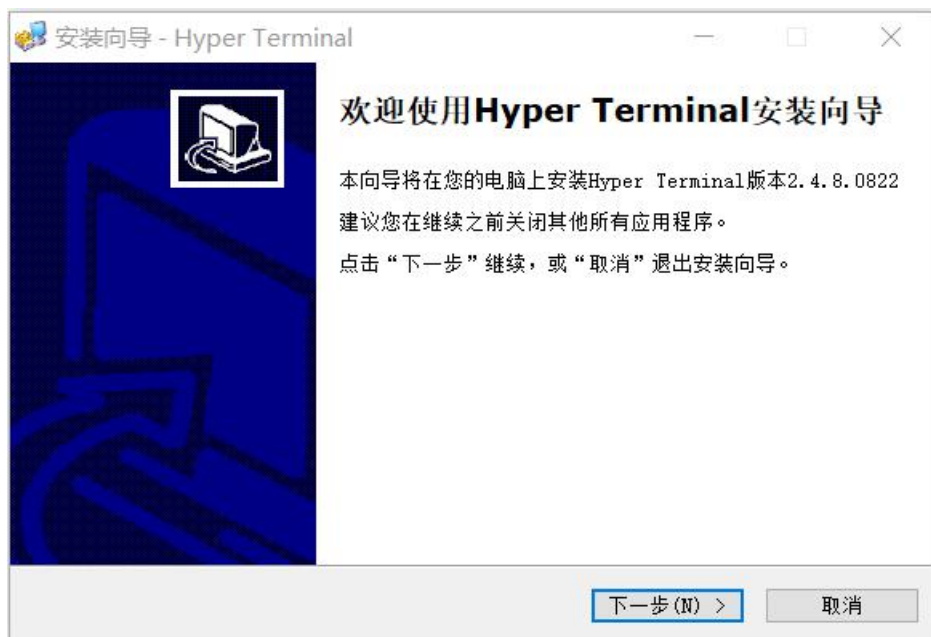 安装向导 - Hyper Terminal
欢迎使用Hyper Terminal安装向导
本向导将在您的电脑上安装Hyper Terminal版本2.4.8.0822
建议您在继续之前关闭其他所有应用程序。
点击“下一步”继续，或“取消”退出安装向导。
下一步(N) >
取消